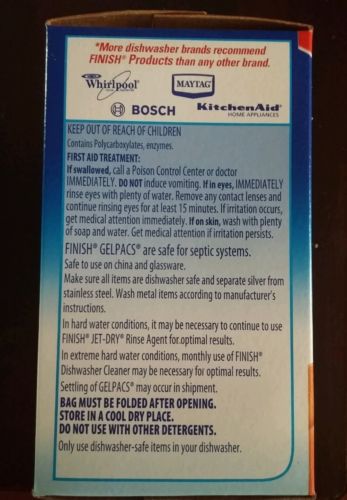 *More dishwasher brands recommend
FINISH® Products than any other brand.
Whirlpool® MAYTAG®
BOSCH KitchenAid®
HOME APPLIANCES
KEEP OUT OF REACH OF CHILDREN
Contains Polycarboxylates, enzymes.
FIRST AID TREATMENT:
If swallowed, call a Poison Control Center or doctor
IMMEDIATELY. DO NOT induce vomiting. If in eyes, IMMEDIATELY
rinse eyes with plenty of water. Remove any contact lenses and
continue rinsing eyes for at least 15 minutes. If irritation occurs,
get medical attention immediately. If on skin, wash with plenty
of soap and water. Get medical attention if irritation persists.
FINISH® GELPACS® are safe for septic systems.
Safe to use on china and glassware.
Make sure all items are dishwasher safe and separate silver from
stainless steel. Wash metal items according to manufacturer's
instructions.
In hard water conditions, it may be necessary to continue to use
FINISH® JET-DRY® Rinse Agent for optimal results.
In extreme hard water conditions, monthly use of FINISH®
Dishwasher Cleaner may be necessary for optimal results.
Settling of GELPACS® may occur in shipment.
BAG MUST BE FOLDED AFTER OPENING.
STORE IN A COOL DRY PLACE.
DO NOT USE WITH OTHER DETERGENTS.
Only use dishwasher-safe items in your dishwasher.